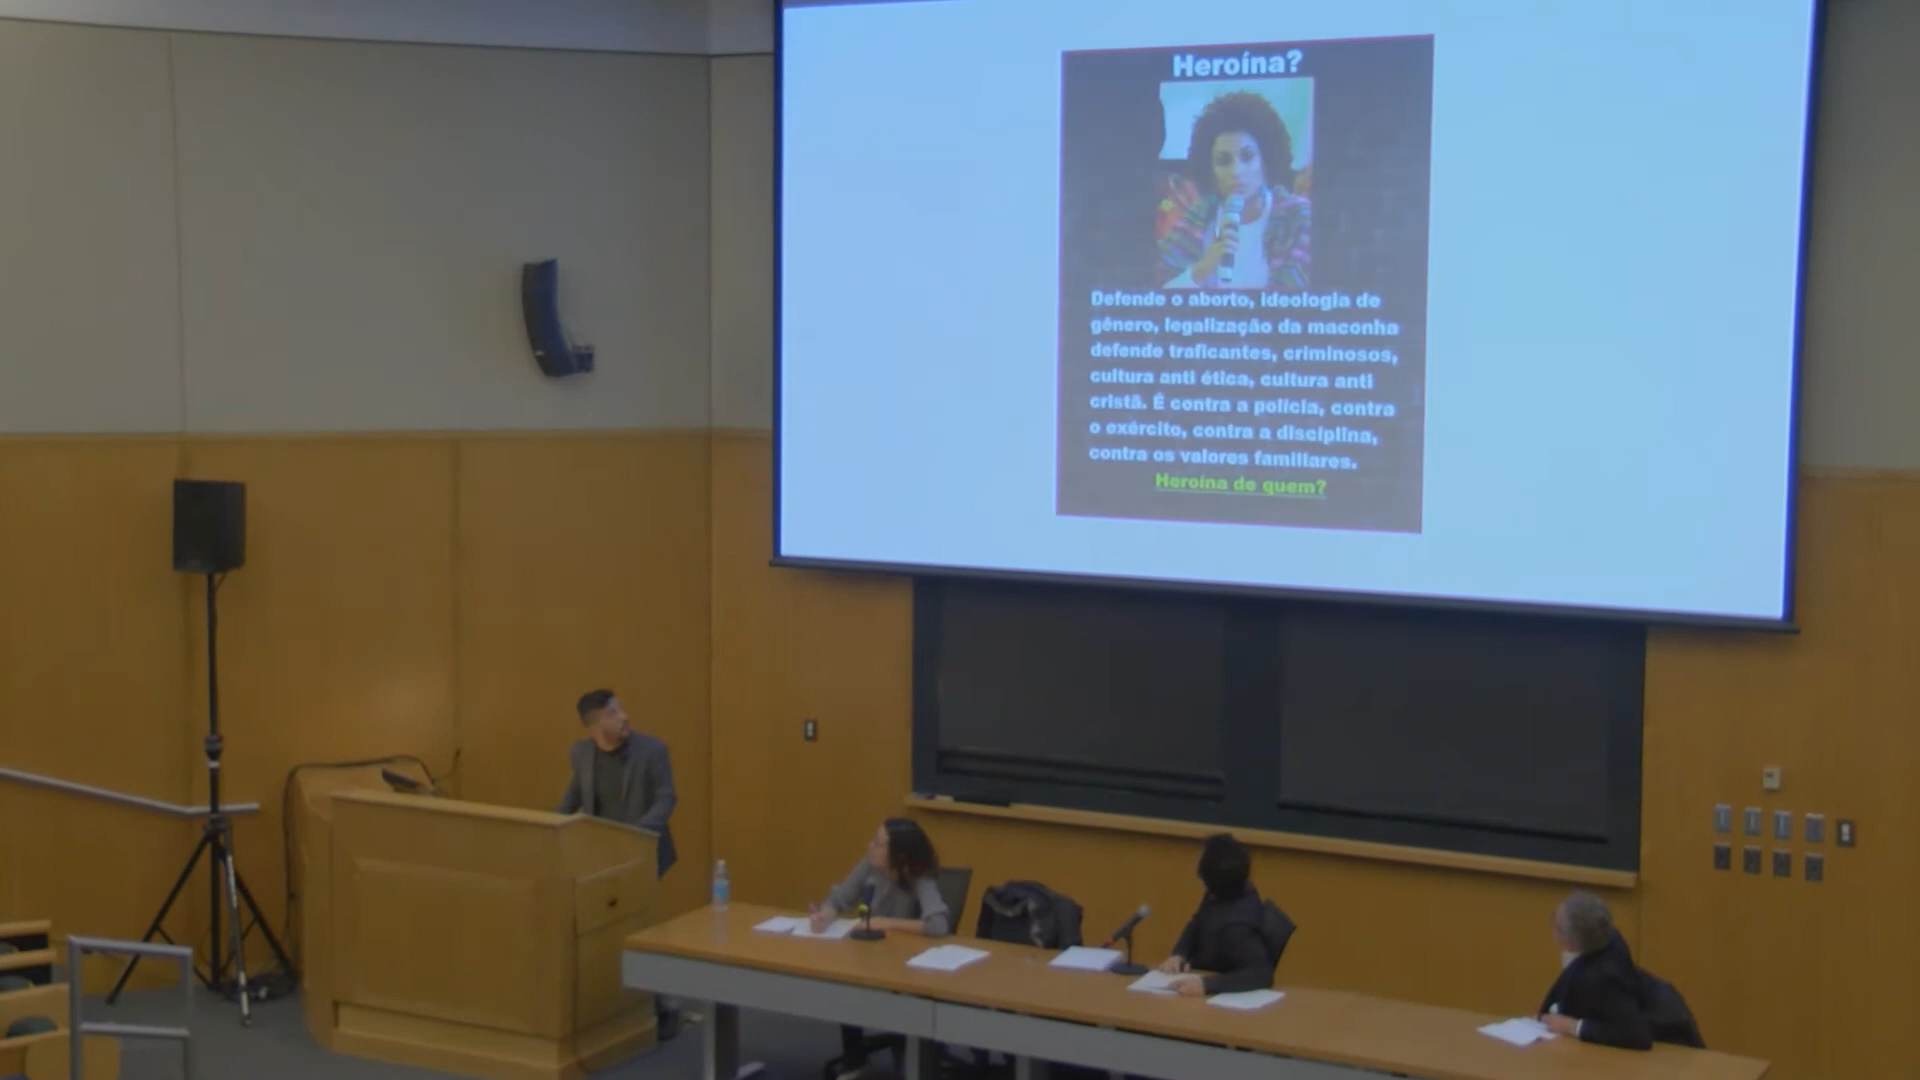 Heroína?
Defende o aborto, ideologia de
gênero, legalização da maconha
defende traficantes, criminosos,
cultura anti ética, cultura anti
cristã. É contra a polícia, contra
o exército, contra a disciplina,
contra os valores familiares.
Heroína de quem?